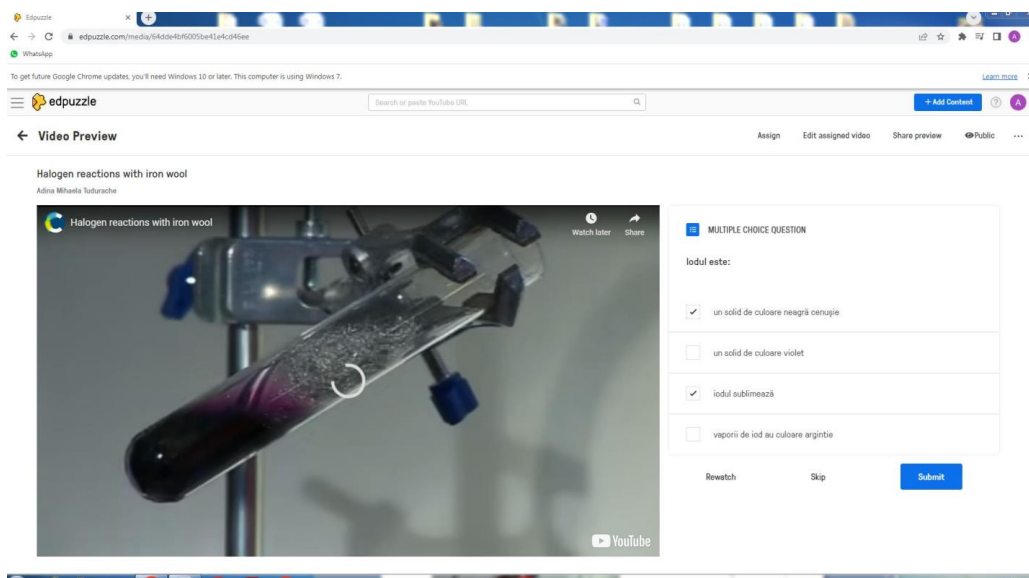 Edpuzzle
edpuzzle.com/media/64dde4bf6005be41e4cd46ee
WhatsApp
To get future Google Chrome updates, you'll need Windows 10 or later. This computer is using Windows 7.
Learn more
edpuzzle
Search or paste YouTube URL
+ Add Content
A
Video Preview
Assign
Edit assigned video
Share preview
Public
Halogen reactions with iron wool
Adina Mihaela Tudurache
Halogen reactions with iron wool
Watch later
Share
YouTube
MULTIPLE CHOICE QUESTION
Iodul este:
un solid de culoare neagră cenușie
un solid de culoare violet
iodul sublimează
vaporii de iod au culoare argintie
Rewatch
Skip
Submit